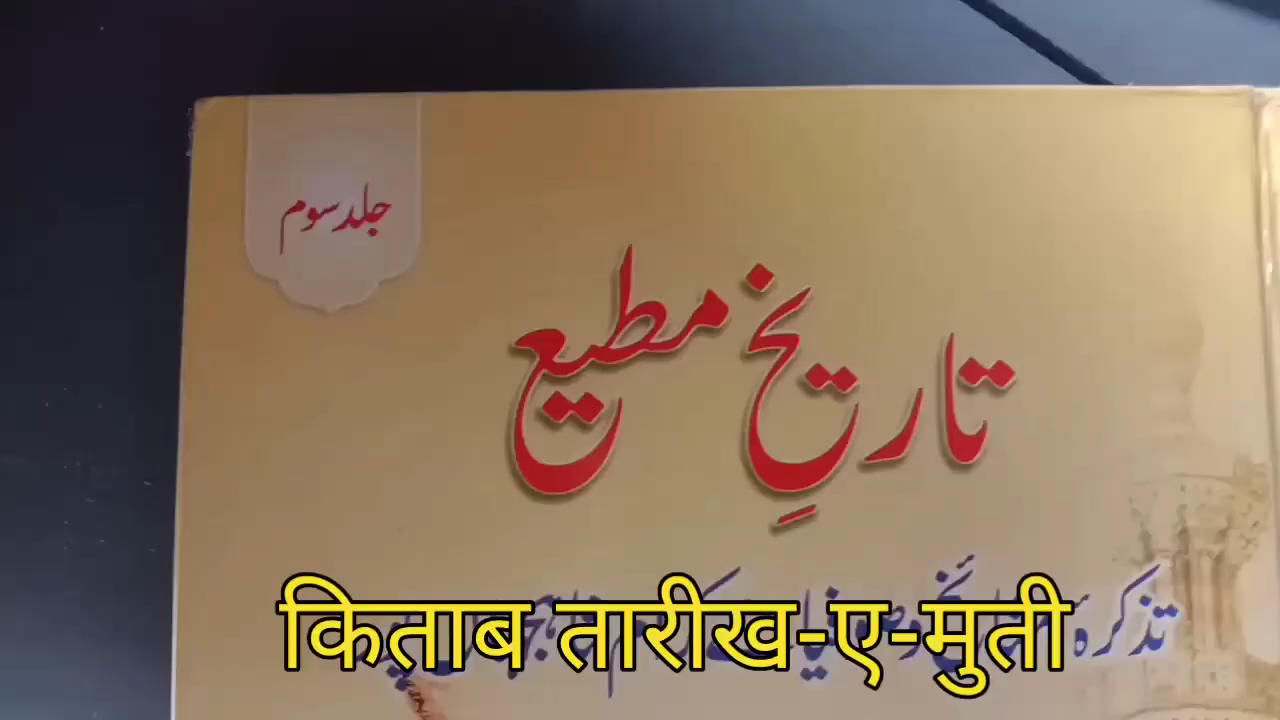 جلد سوم
تاریخِ مطیع
تذکرہ
किताब तारीख-ए-मुती